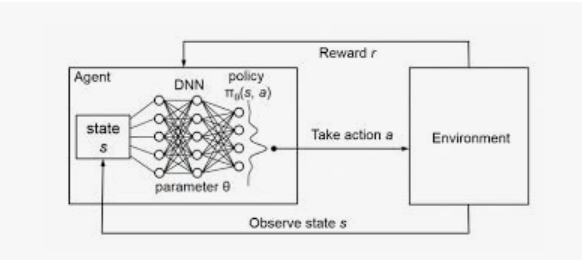 Reward r
Agent
DNN
policy
πθ(s, a)
state
s
Take action a
Environment
parameter θ
Observe state s